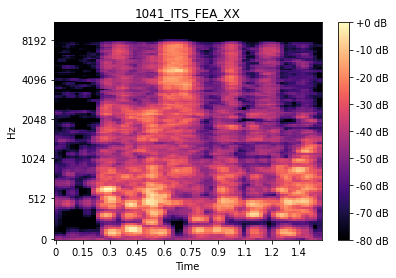 1041_ITS_FEA_XX
+0 dB
8192
-10 dB
4096
-20 dB
-30 dB
2048
Hz
-40 dB
1024
-50 dB
512
-60 dB
-70 dB
0
-80 dB
0 0.15 0.3 0.45 0.6 0.75 0.9 1.1 1.2 1.4
Time